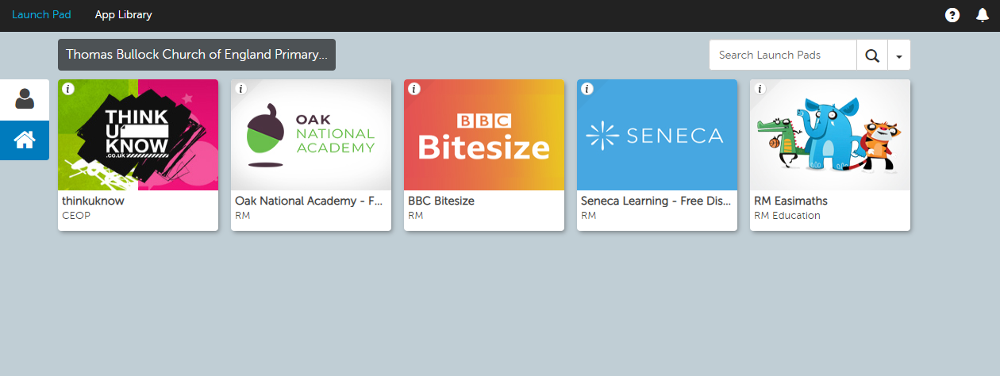 Launch Pad
App Library
?
Thomas Bullock Church of England Primary...
Search Launch Pads
i
i
i
i
i
THINK
U
KNOW
.co.uk
OAK
NATIONAL
ACADEMY
BBC
Bitesize
SENECA
thinkuknow
CEOP
Oak National Academy - F...
RM
BBC Bitesize
RM
Seneca Learning - Free Dis...
RM
RM Easimaths
RM Education